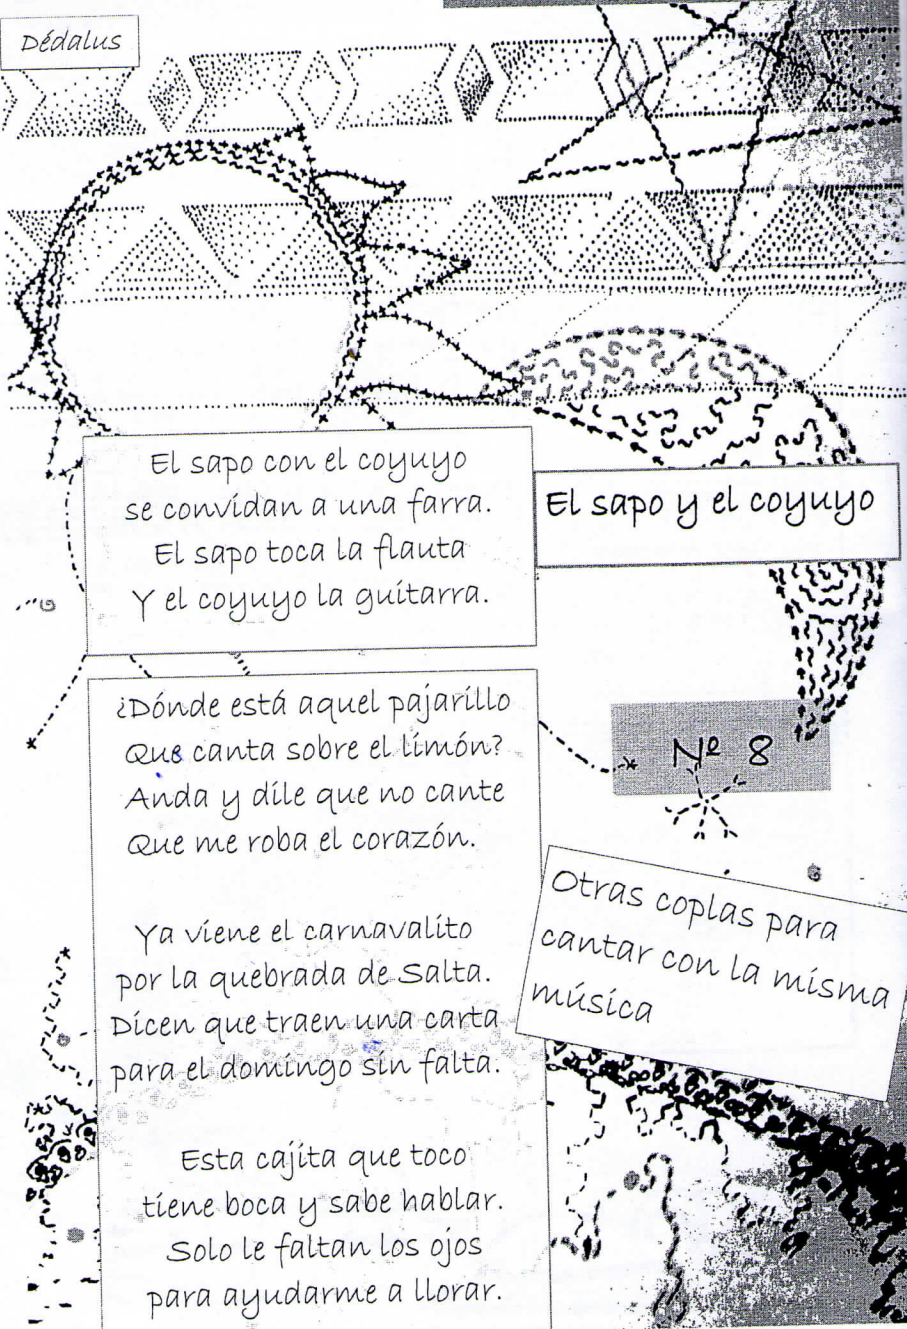 Dédalus
El sapo con el coyuyo
se convidan a una farra.
El sapo toca la flauta
Y el coyuyo la guitarra.
El sapo y el coyuyo
¿Dónde está aquel pajarillo
Que canta sobre el limón?
Anda y dile que no cante
Que me roba el corazón.
Ya viene el carnavalito
por la quebrada de Salta.
Dicen que traen una carta
para el domingo sin falta.
Esta cajita que toco
tiene boca y sabe hablar.
Solo le faltan los ojos
para ayudarme a llorar.
Nº 8
Otras coplas para
cantar con la misma
música